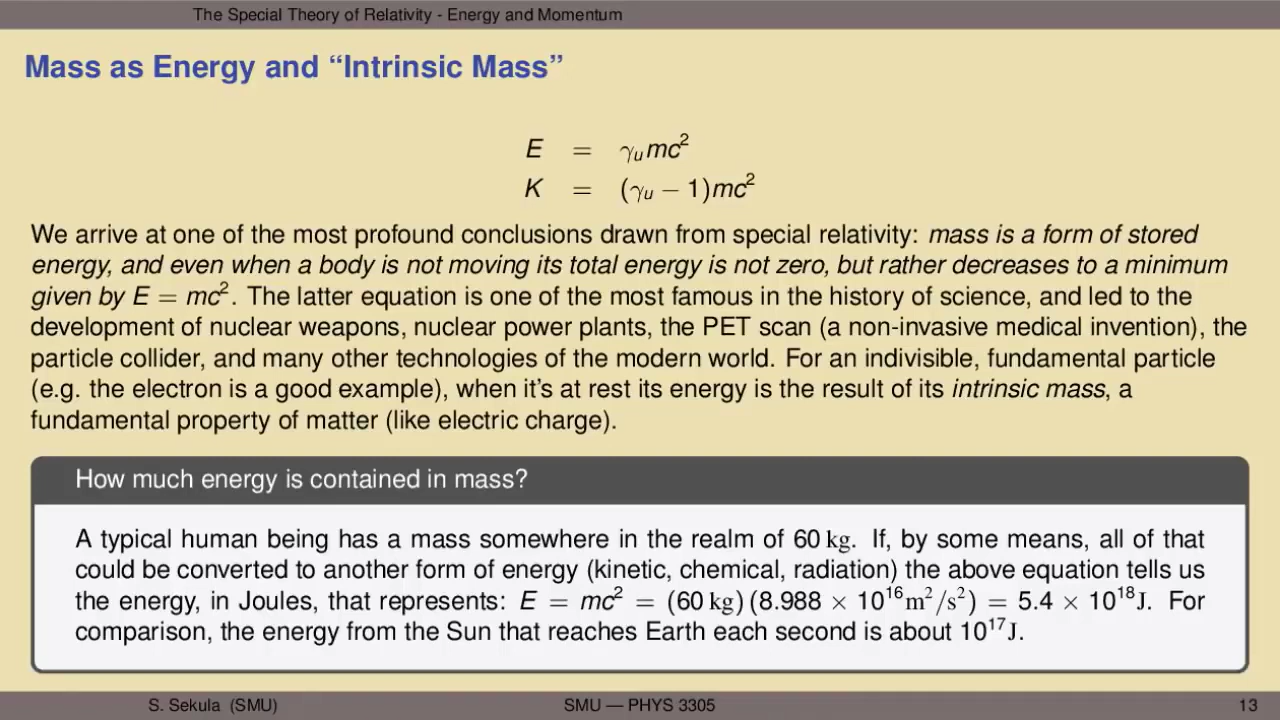 The Special Theory of Relativity - Energy and Momentum
Mass as Energy and “Intrinsic Mass”
E = γᵤmc²
K = (γᵤ − 1)mc²
We arrive at one of the most profound conclusions drawn from special relativity: mass is a form of stored
energy, and even when a body is not moving its total energy is not zero, but rather decreases to a minimum
given by E = mc². The latter equation is one of the most famous in the history of science, and led to the
development of nuclear weapons, nuclear power plants, the PET scan (a non-invasive medical invention), the
particle collider, and many other technologies of the modern world. For an indivisible, fundamental particle
(e.g. the electron is a good example), when it’s at rest its energy is the result of its intrinsic mass, a
fundamental property of matter (like electric charge).
How much energy is contained in mass?
A typical human being has a mass somewhere in the realm of 60 kg. If, by some means, all of that
could be converted to another form of energy (kinetic, chemical, radiation) the above equation tells us
the energy, in Joules, that represents: E = mc² = (60 kg)(8.988 × 10¹⁶m²/s²) = 5.4 × 10¹⁸J. For
comparison, the energy from the Sun that reaches Earth each second is about 10¹⁷J.
S. Sekula (SMU) SMU — PHYS 3305 13